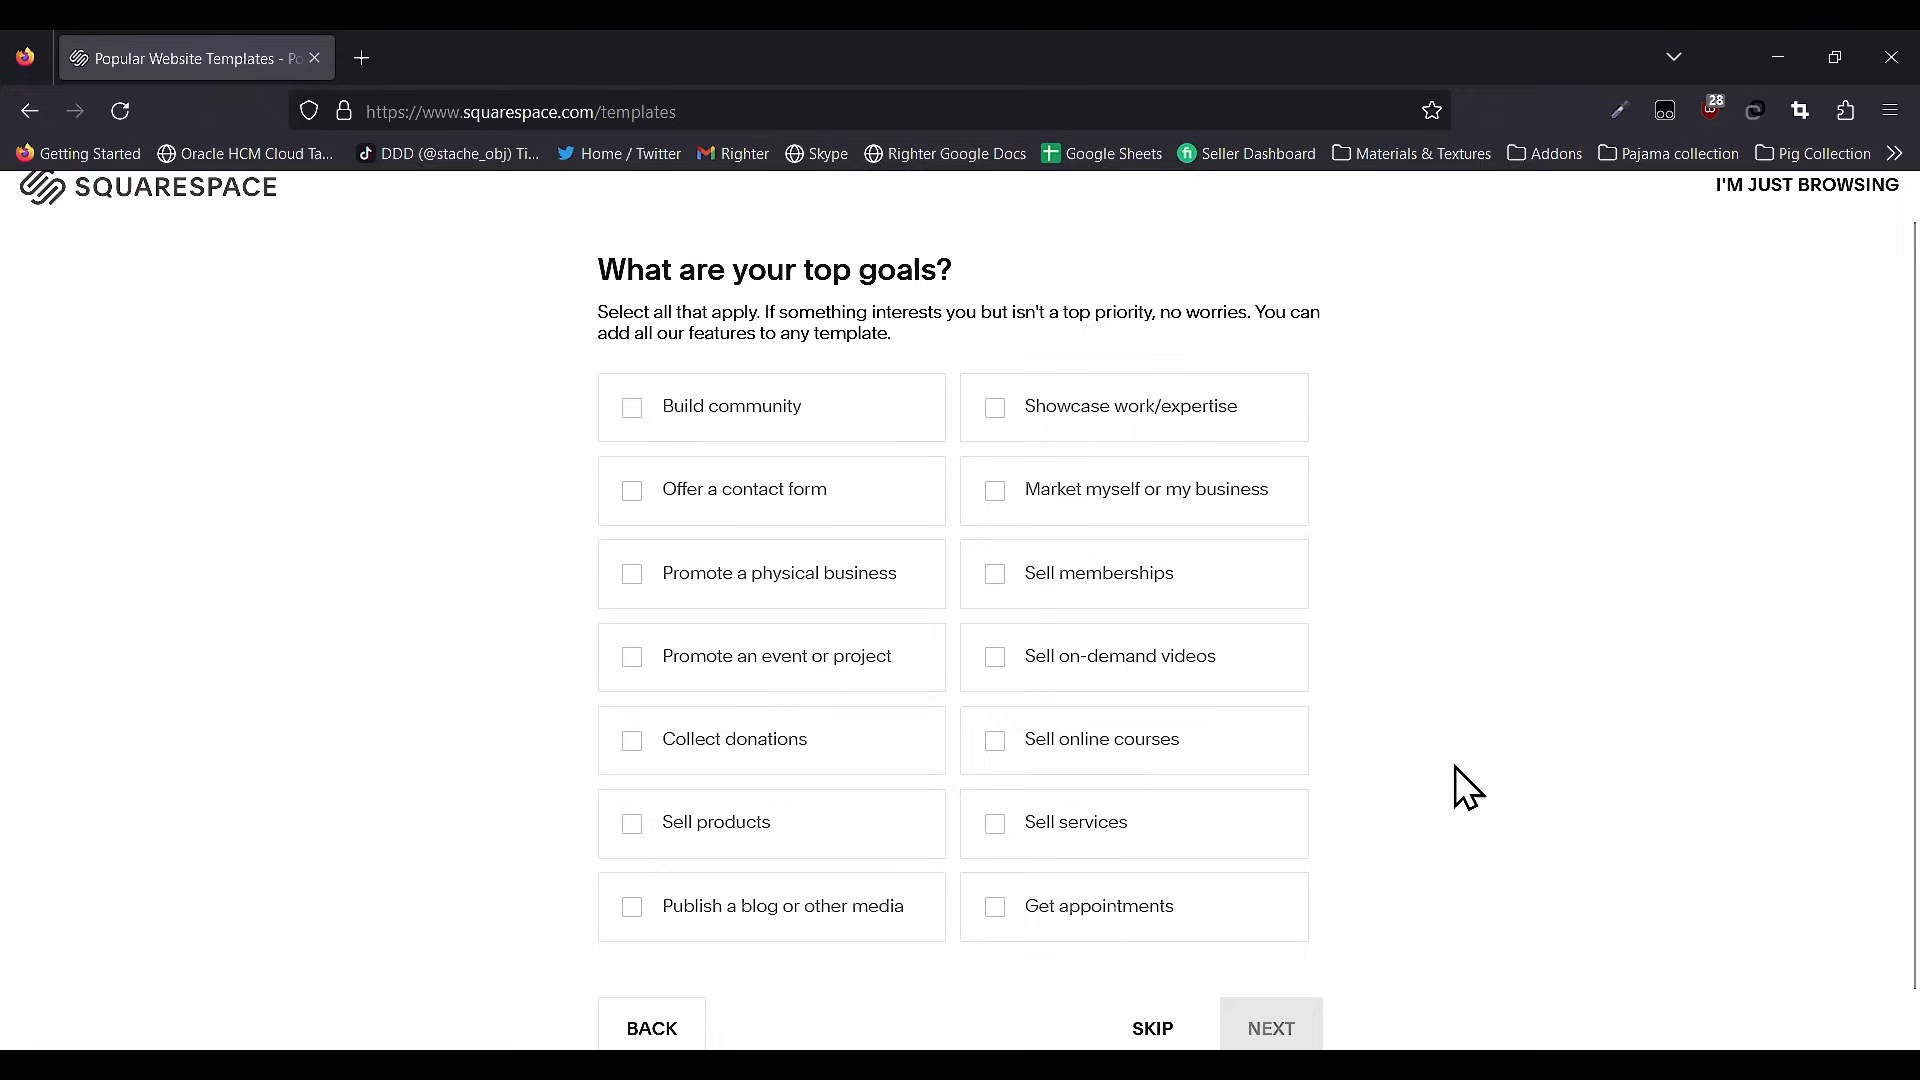 Popular Website Templates - Po
https://www.squarespace.com/templates
28
Getting Started Oracle HCM Cloud Ta... DDD (@stache_obj) Ti... Home / Twitter Righter Skype Righter Google Docs Google Sheets Seller Dashboard Materials & Textures Addons Pajama collection Pig Collection
SQUARESPACE
I'M JUST BROWSING
What are your top goals?
Select all that apply. If something interests you but isn't a top priority, no worries. You can
add all our features to any template.
Build community
Showcase work/expertise
Offer a contact form
Market myself or my business
Promote a physical business
Sell memberships
Promote an event or project
Sell on-demand videos
Collect donations
Sell online courses
Sell products
Sell services
Publish a blog or other media
Get appointments
BACK
SKIP
NEXT